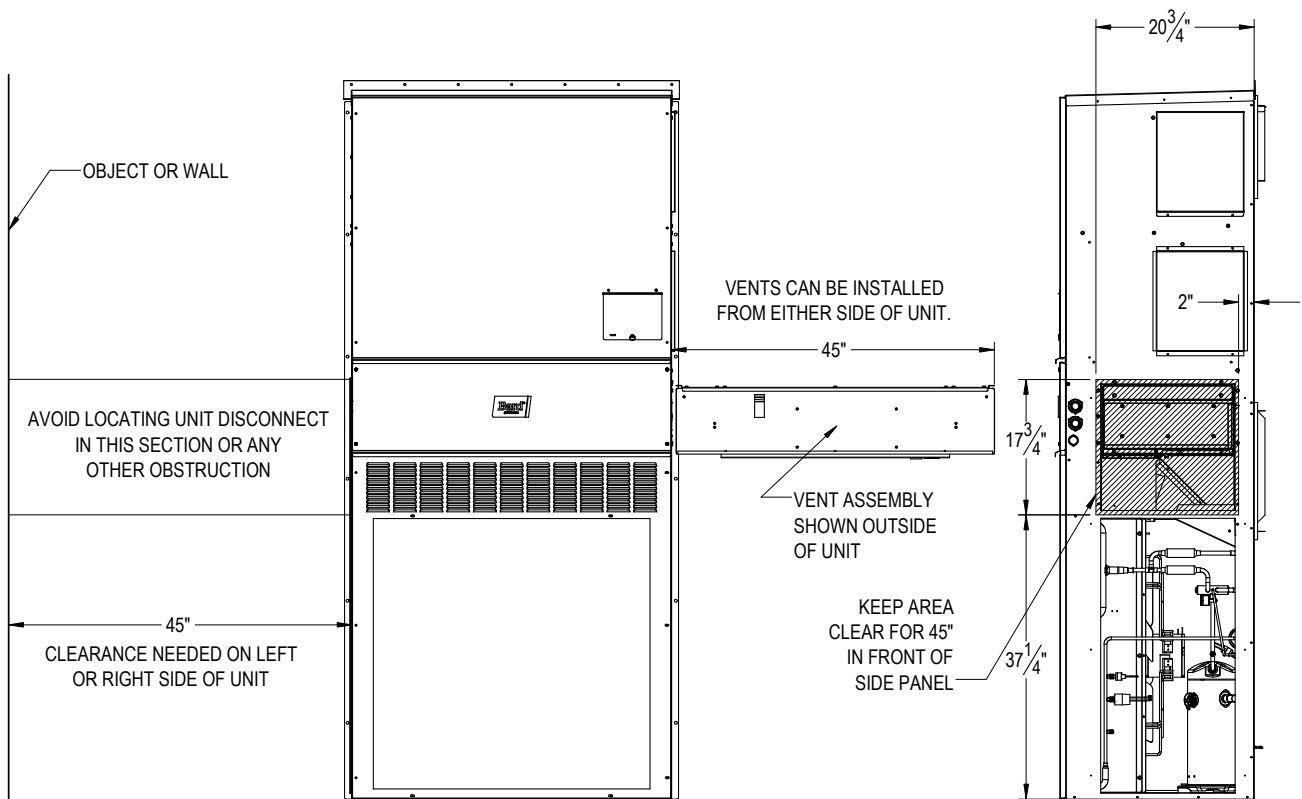 20 3/4"
OBJECT OR WALL
VENTS CAN BE INSTALLED
FROM EITHER SIDE OF UNIT.
2"
45"
Bard
AVOID LOCATING UNIT DISCONNECT
IN THIS SECTION OR ANY
OTHER OBSTRUCTION
17 3/4"
VENT ASSEMBLY
SHOWN OUTSIDE
OF UNIT
KEEP AREA
CLEAR FOR 45"
IN FRONT OF
SIDE PANEL
45"
CLEARANCE NEEDED ON LEFT
OR RIGHT SIDE OF UNIT
37 1/4"